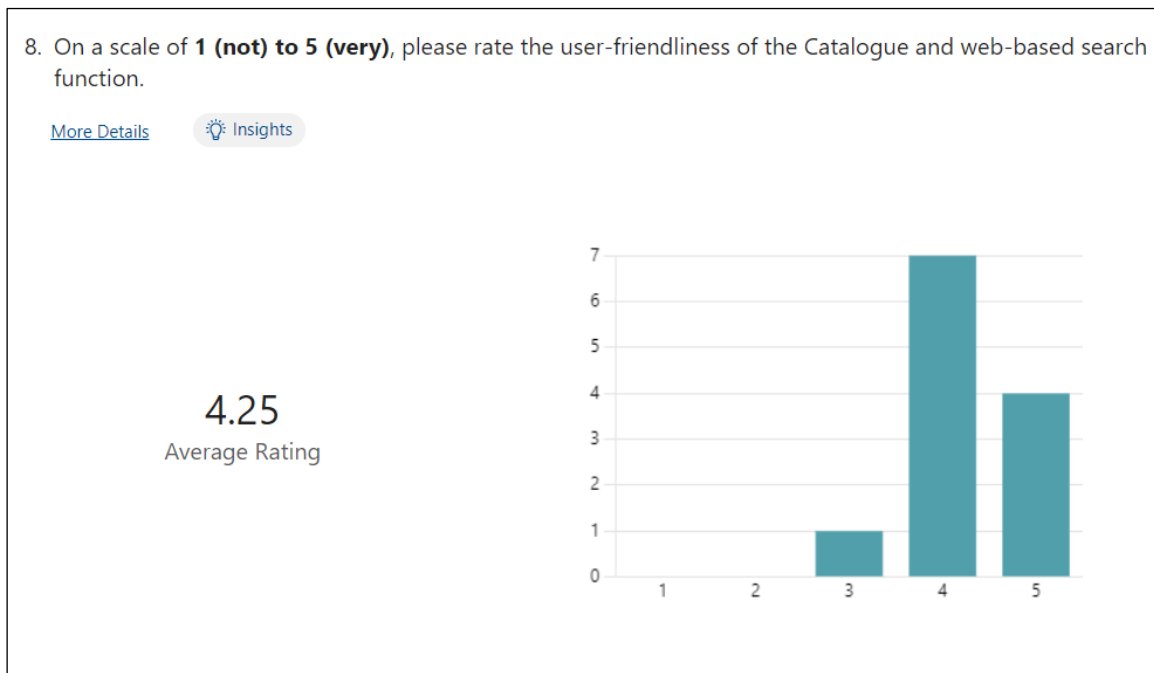 8. On a scale of 1 (not) to 5 (very), please rate the user-friendliness of the Catalogue and web-based search
function.
More Details
Insights
4.25
Average Rating
7
6
5
4
3
2
1
0
1 2 3 4 5